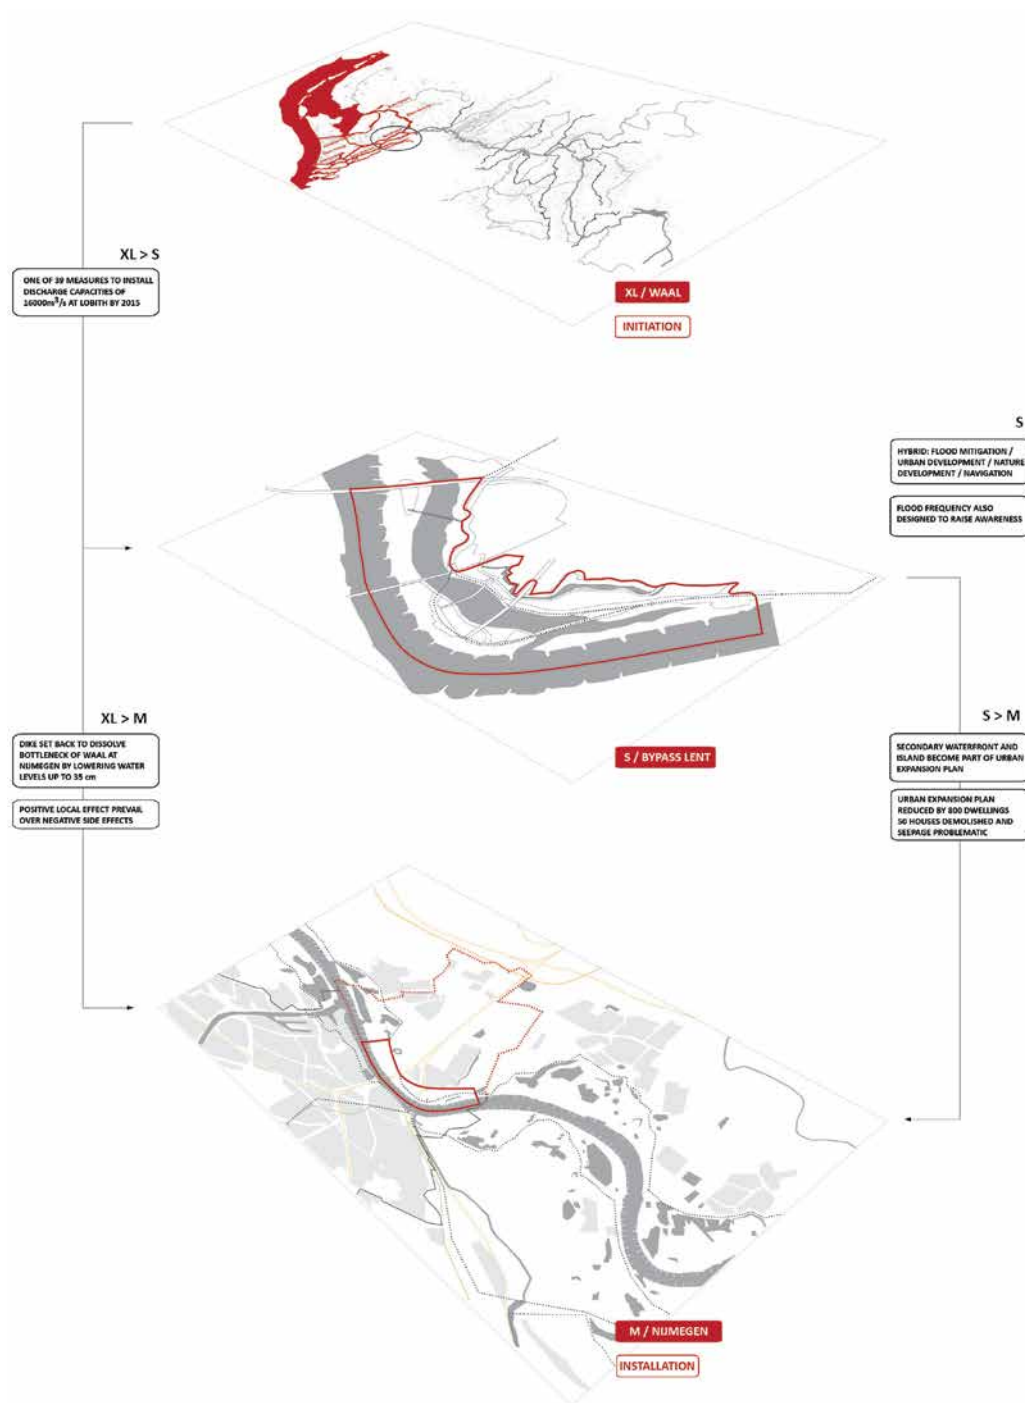 XL > S
ONE OF 39 MEASURES TO INSTALL
DISCHARGE CAPACITIES OF
16000m³/s AT LOBITH BY 2015
XL / WAAL
INITIATION
S
HYBRID: FLOOD MITIGATION /
URBAN DEVELOPMENT / NATURE
DEVELOPMENT / NAVIGATION
FLOOD FREQUENCY ALSO
DESIGNED TO RAISE AWARENESS
XL > M
DIKE SET BACK TO DISSOLVE
BOTTLENECK OF WAAL AT
NIJMEGEN BY LOWERING WATER
LEVELS UP TO 35 cm
POSITIVE LOCAL EFFECT PREVAIL
OVER NEGATIVE SIDE EFFECTS
S / BYPASS LENT
S > M
SECONDARY WATERFRONT AND
ISLAND BECOME PART OF URBAN
EXPANSION PLAN
URBAN EXPANSION PLAN
REDUCED BY 800 DWELLINGS
50 HOUSES DEMOLISHED AND
SEEPAGE PROBLEMATIC
M / NIJMEGEN
INSTALLATION